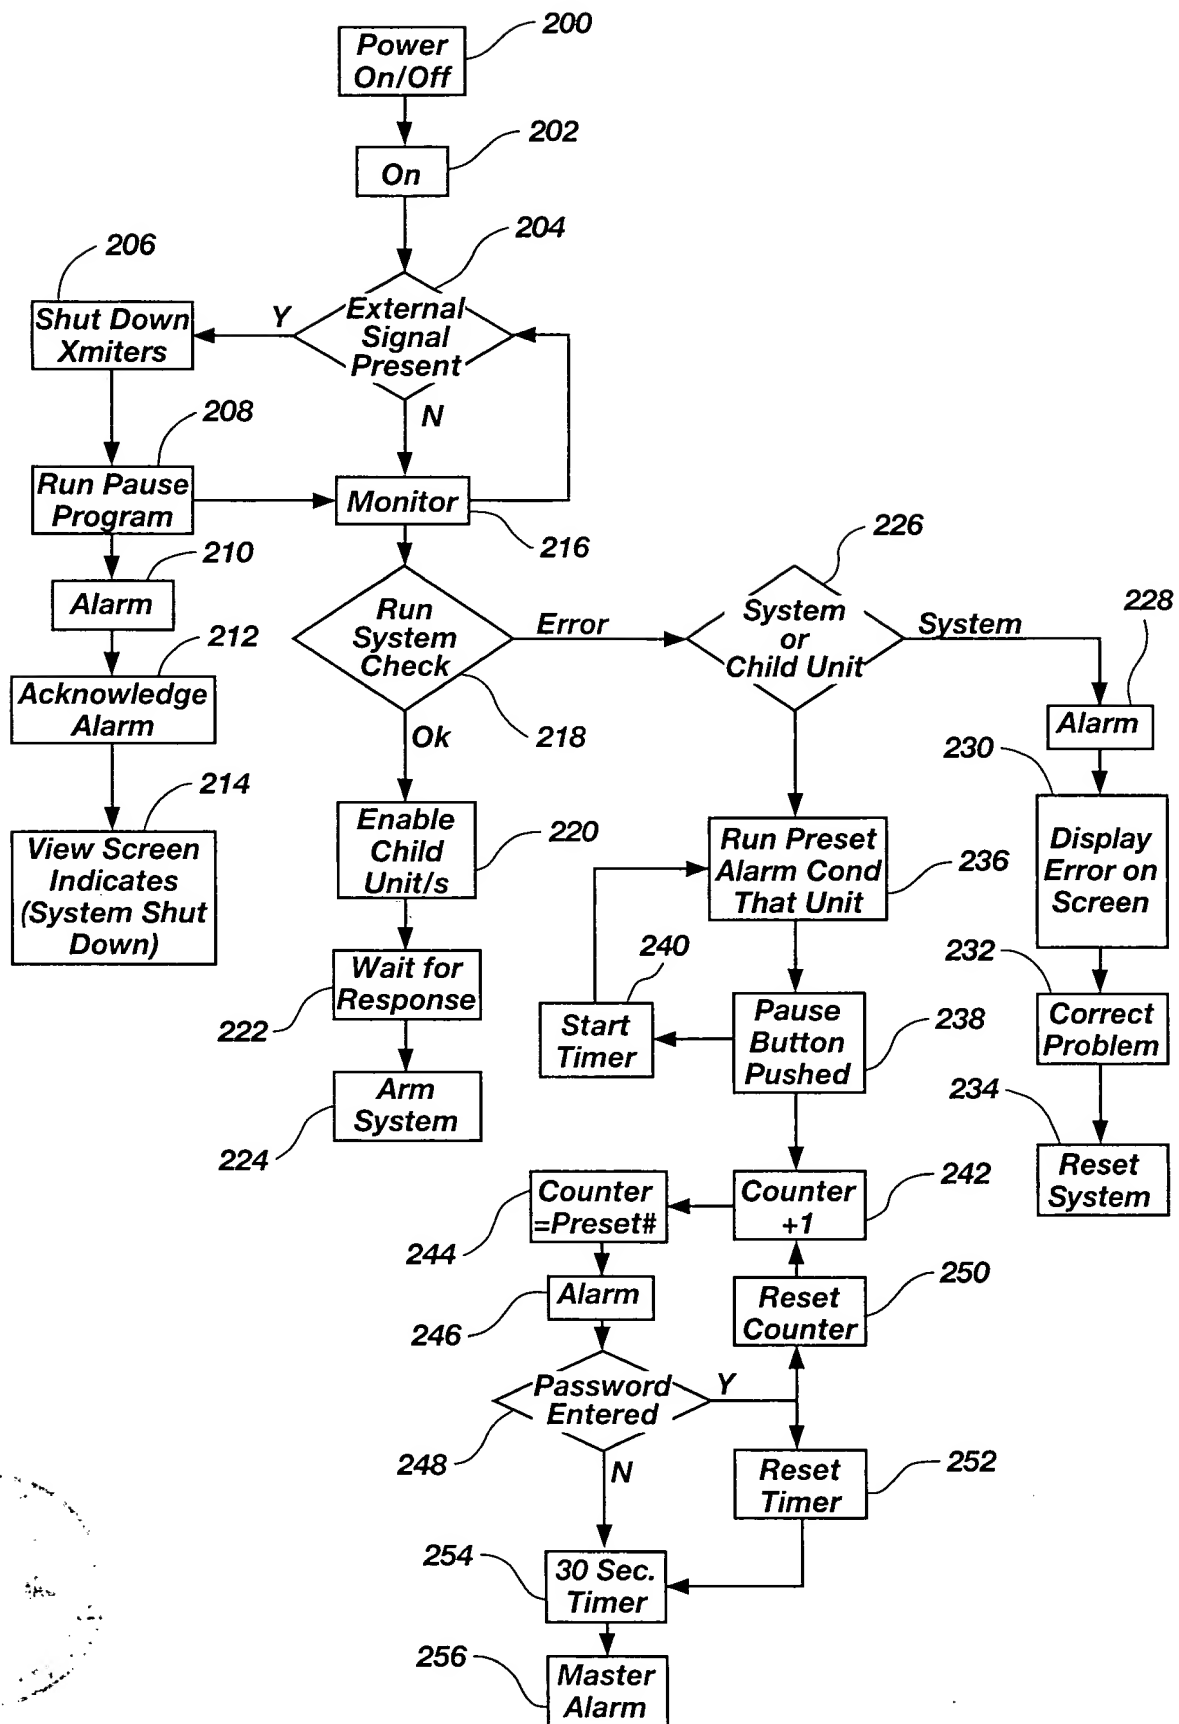 200
Power
On/Off
202
On
204
206
External
Signal
Present
Y
Shut Down
Xmiters
N
208
Run Pause
Program
Monitor
216
210
Alarm
226
Run
System
Check
Error
System
or
Child Unit
System
228
212
Acknowledge
Alarm
218
Ok
Alarm
230
214
View Screen
Indicates
(System Shut
Down)
Enable
Child
Unit/s
220
Run Preset
Alarm Cond
That Unit
236
Display
Error on
Screen
240
232
Wait for
Response
222
Start
Timer
Pause
Button
Pushed
238
Correct
Problem
234
Arm
System
224
Reset
System
Counter
=Preset#
244
Counter
+1
242
Alarm
246
Reset
Counter
250
Password
Entered
248
Y
N
Reset
Timer
252
254
30 Sec.
Timer
256
Master
Alarm